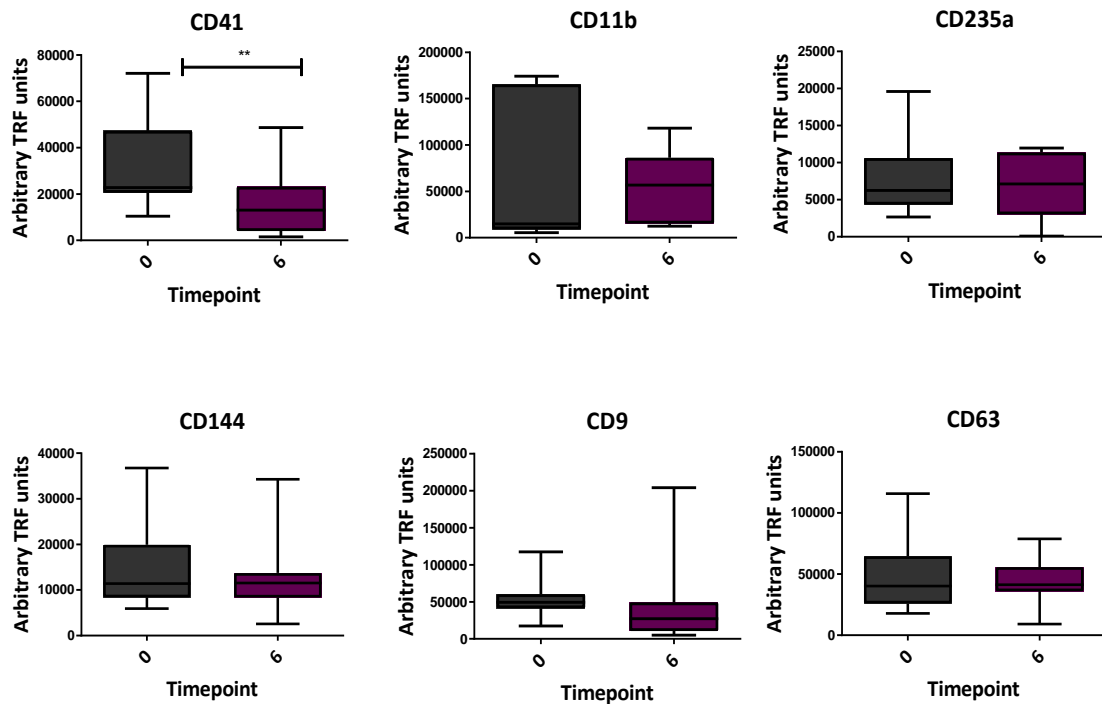 CD41
**
80000
60000
40000
20000
0
Arbitrary TRF units
0
6
Timepoint
CD11b
200000
150000
100000
50000
0
Arbitrary TRF units
0
6
Timepoint
CD235a
25000
20000
15000
10000
5000
0
Arbitrary TRF units
0
6
Timepoint
CD144
40000
30000
20000
10000
0
Arbitrary TRF units
0
6
Timepoint
CD9
250000
200000
150000
100000
50000
0
Arbitrary TRF units
0
6
Timepoint
CD63
150000
100000
50000
0
Arbitrary TRF units
0
6
Timepoint